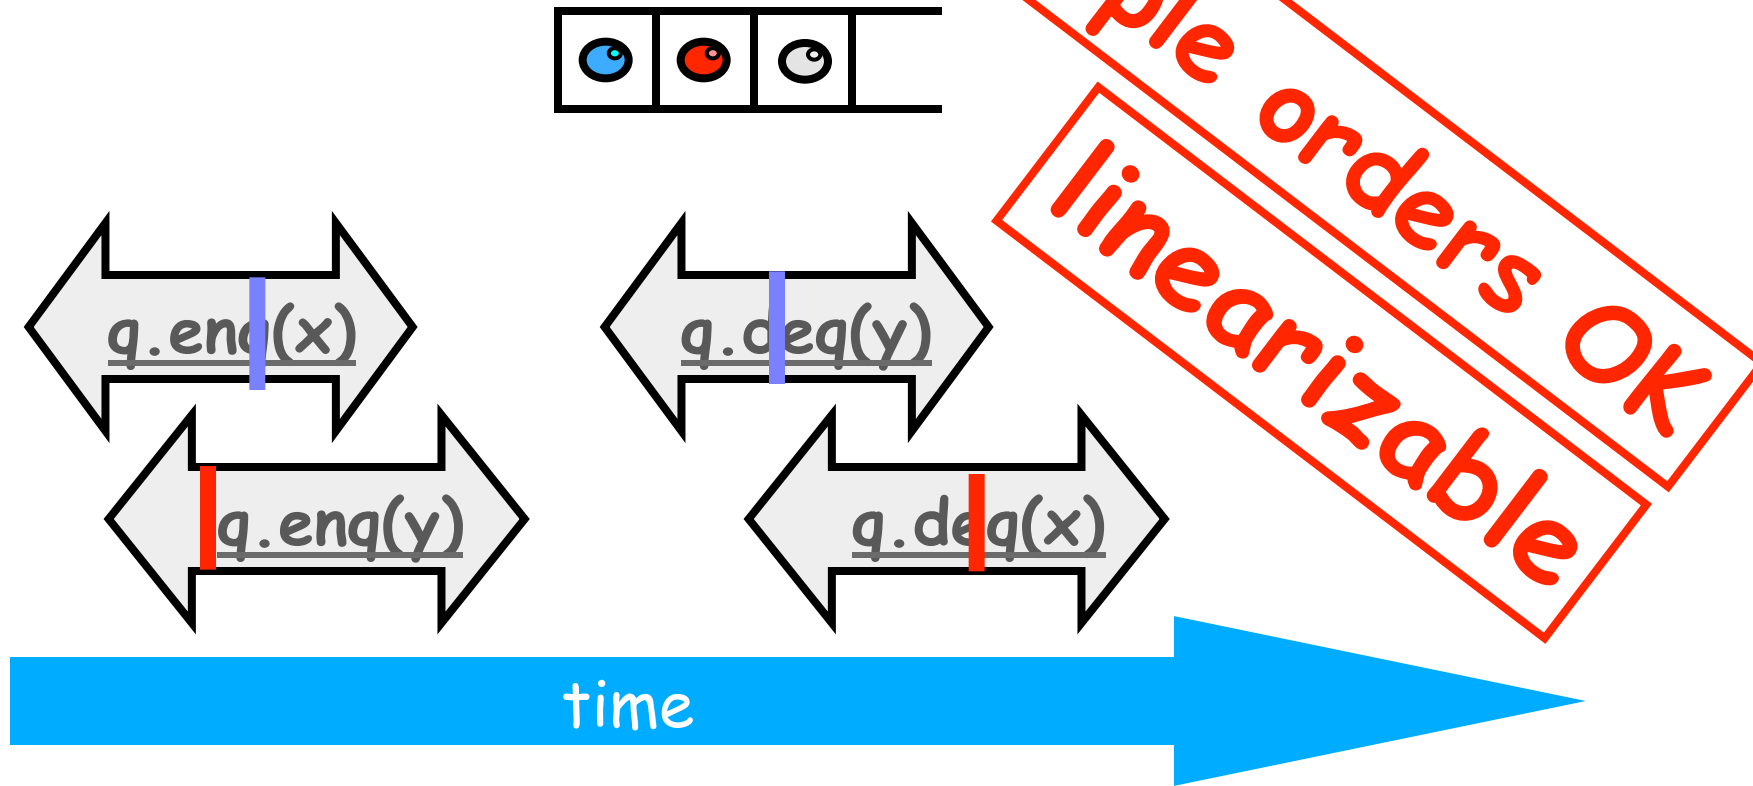 ple orders OK
linearizable
q.enq(x)
q.deq(y)
q.enq(y)
q.deq(x)
time